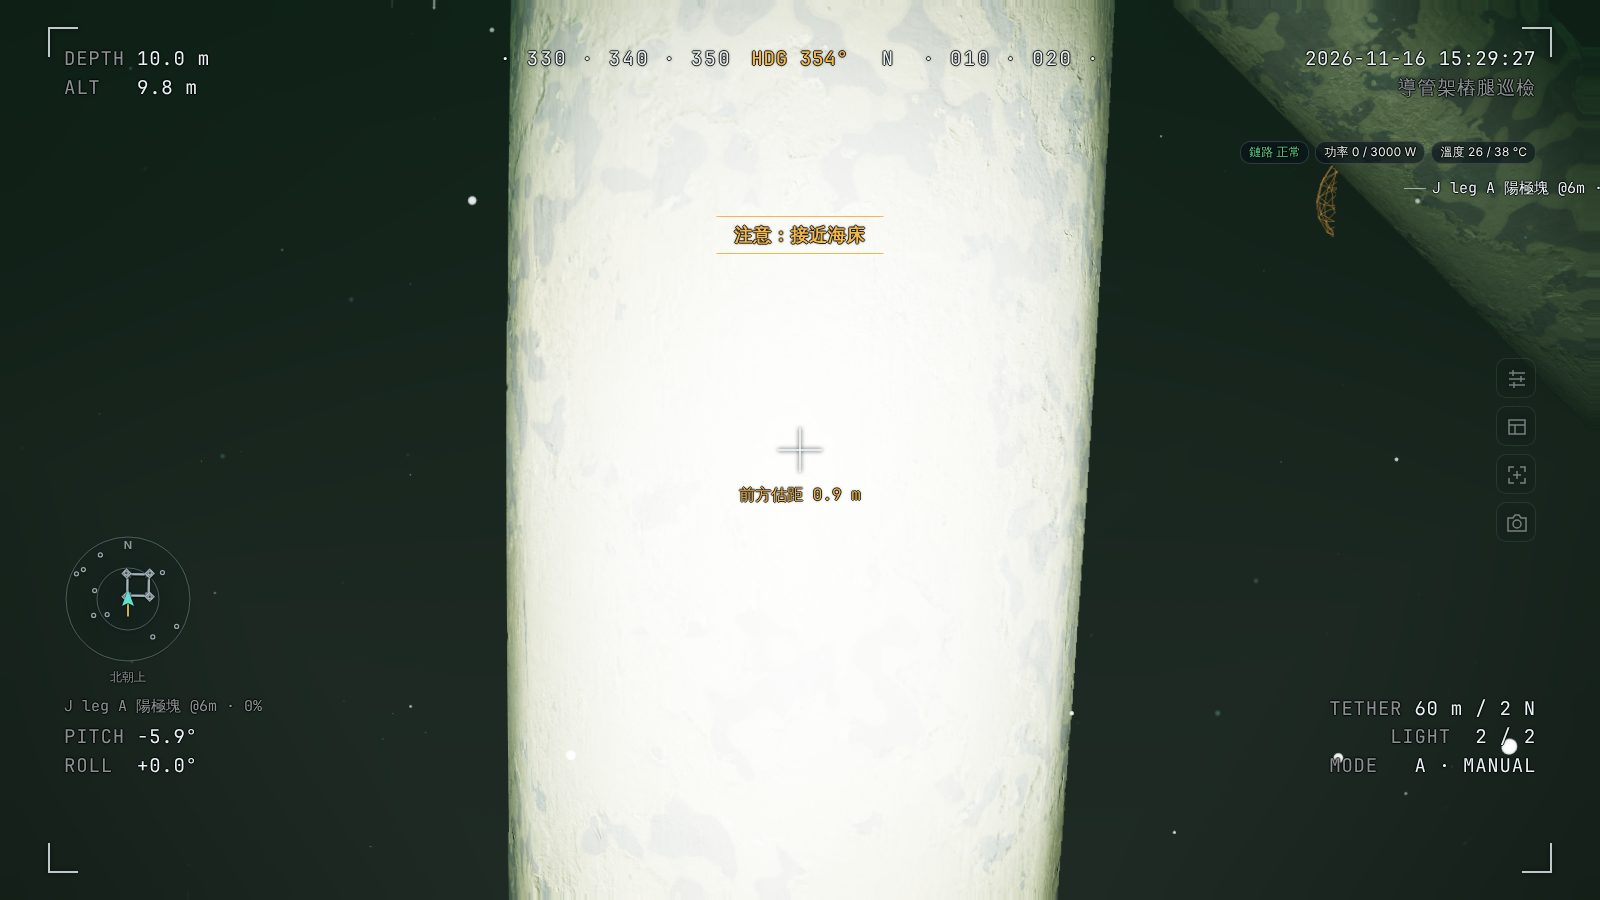 DEPTH 10.0 m
ALT 9.8 m
· 330 · 340 · 350 HDG 354° N · 010 · 020 ·
2026-11-16 15:29:27
導管架樁腿巡檢
鏈路 正常 功率 0 / 3000 W 溫度 26 / 38 °C
J leg A 陽極塊 @6m ·
注意：接近海床
前方估距 0.9 m
N
北朝上
J leg A 陽極塊 @6m · 0%
PITCH -5.9°
ROLL +0.0°
TETHER 60 m / 2 N
LIGHT 2 / 2
MODE A · MANUAL